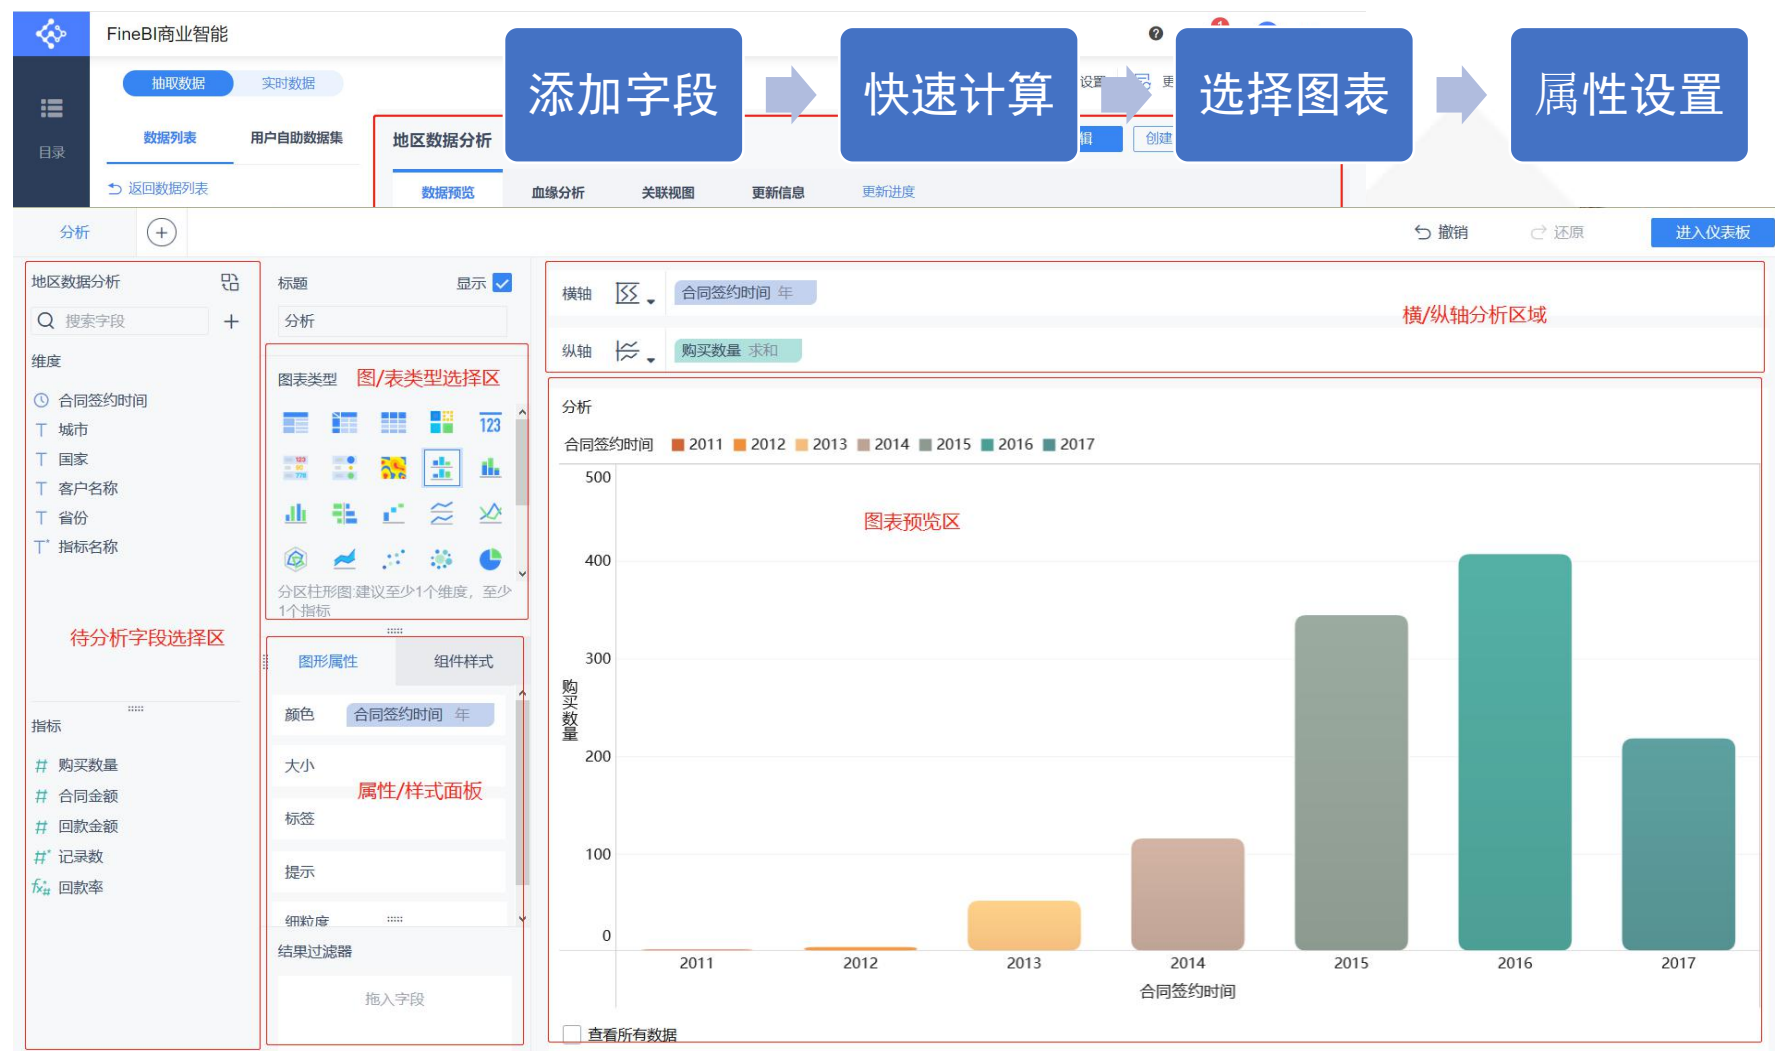 FineBI商业智能
1
添加字段
快速计算
选择图表
属性设置
抽取数据
实时数据
设置
更
目录
数据列表
用户自助数据集
地区数据分析
辑
创建
返回数据列表
数据预览
血缘分析
关联视图
更新信息
更新进度
分析
撤销
还原
进入仪表板
地区数据分析
搜索字段
维度
合同签约时间
城市
国家
客户名称
省份
指标名称
待分析字段选择区
指标
购买数量
合同金额
回款金额
记录数
回款率
标题
显示
分析
图表类型
图/表类型选择区
123
分区柱形图:建议至少1个维度，至少
1个指标
图形属性
组件样式
颜色
合同签约时间 年
大小
属性/样式面板
标签
提示
细粒度
结果过滤器
拖入字段
横轴
合同签约时间 年
横/纵轴分析区域
纵轴
购买数量 求和
分析
合同签约时间 2011 2012 2013 2014 2015 2016 2017
图表预览区
500
400
300
200
100
0
购买数量
2011 2012 2013 2014 2015 2016 2017
合同签约时间
查看所有数据